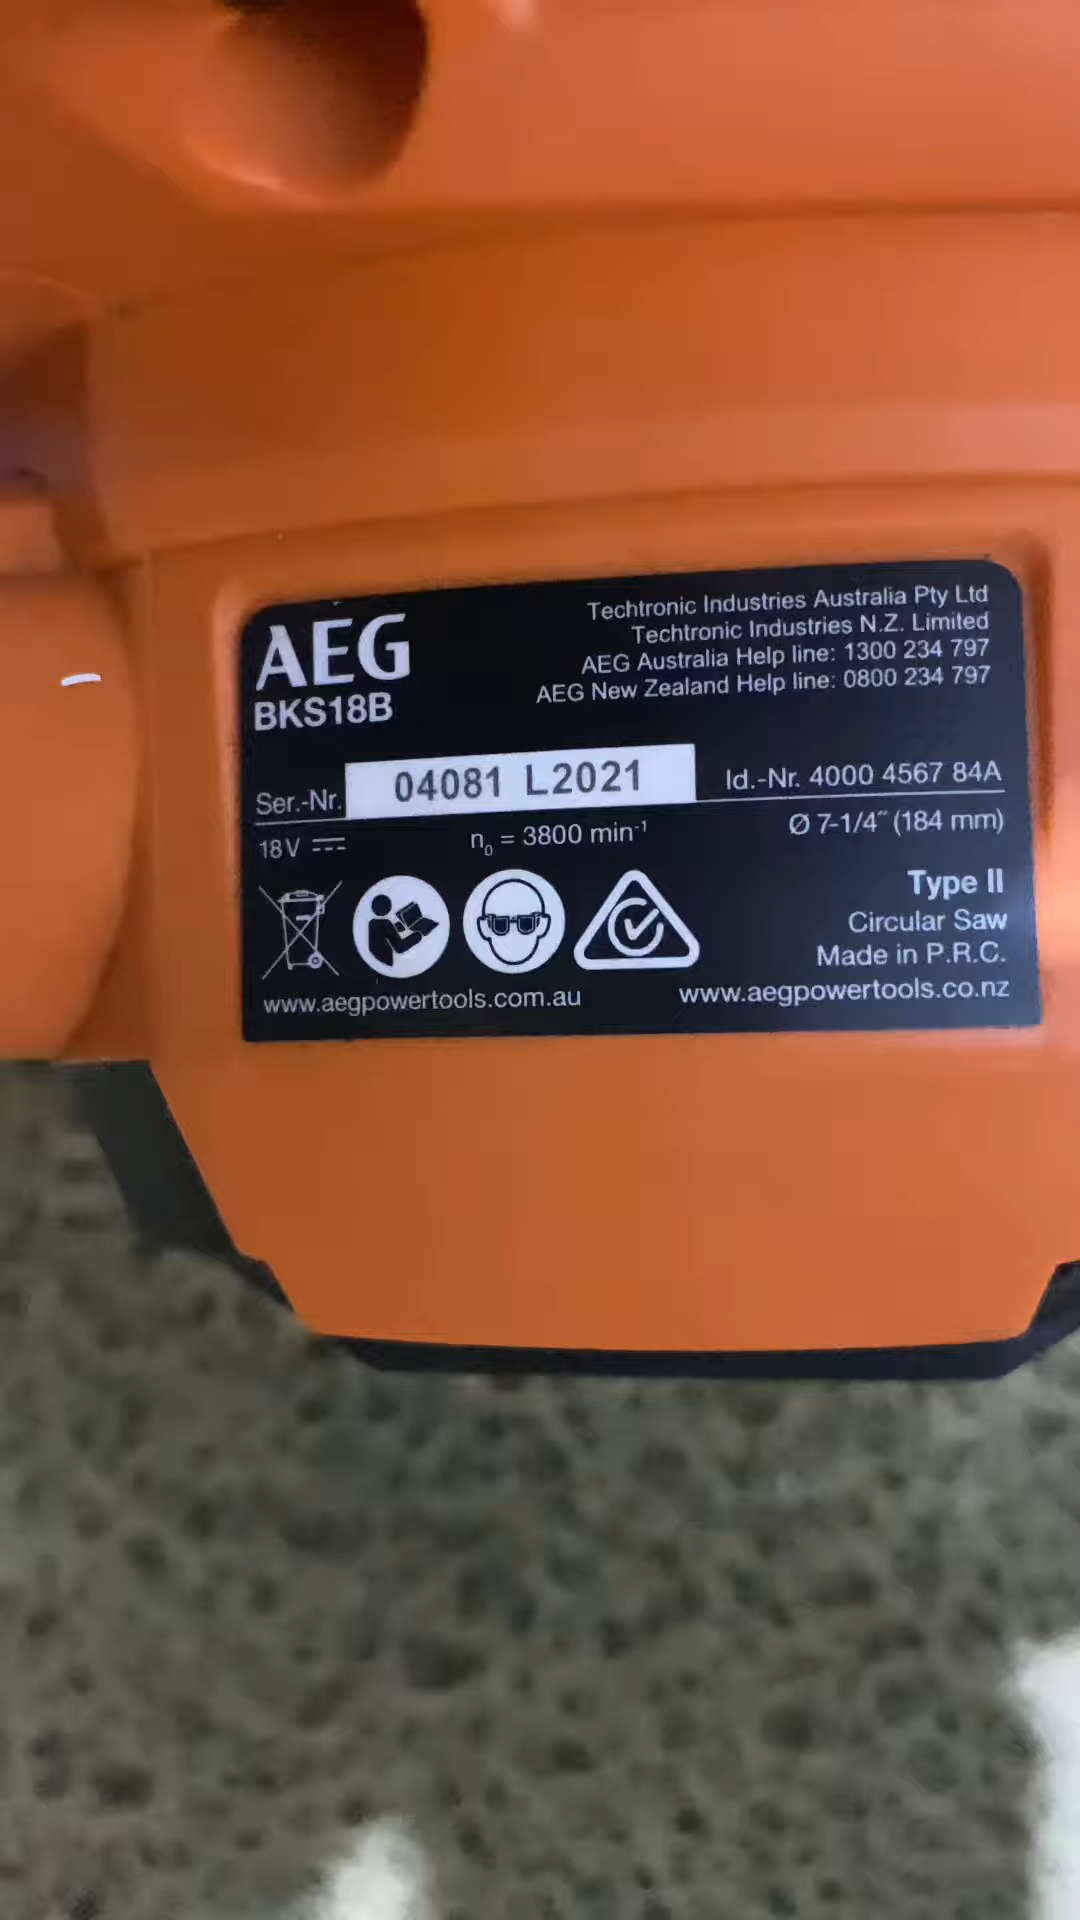 AEG
BKS18B
Techtronic Industries Australia Pty Ltd
Techtronic Industries N.Z. Limited
AEG Australia Help line: 1300 234 797
AEG New Zealand Help line: 0800 234 797
Ser.-Nr. 04081 L2021 Id.-Nr. 4000 4567 84A
18V ⎓ n₀ = 3800 min⁻¹ Ø 7-1/4˝ (184 mm)
Type II
Circular Saw
Made in P.R.C.
www.aegpowertools.com.au www.aegpowertools.co.nz